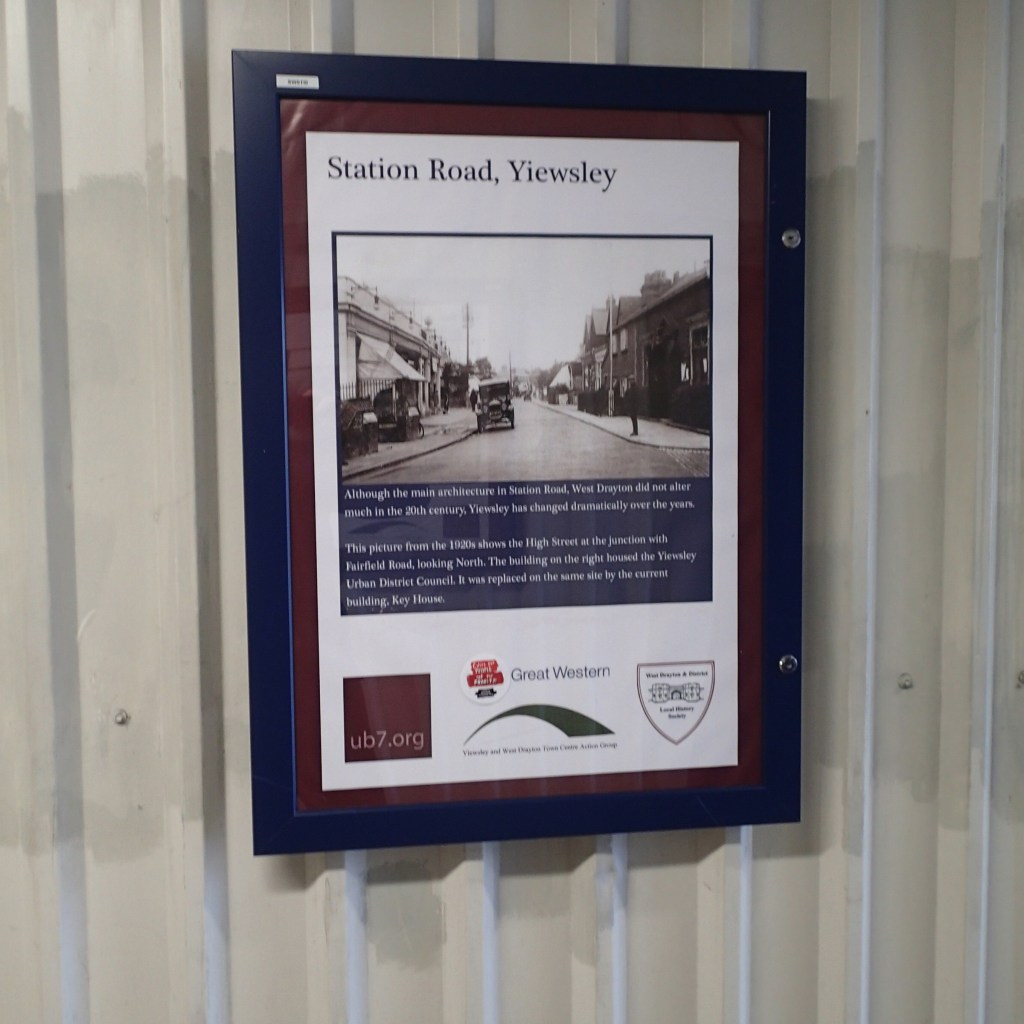 Station Road, Yiewsley
Although the main architecture in Station Road, West Drayton did not alter
much in the 20th century, Yiewsley has changed dramatically over the years.
This picture from the 1920s shows the High Street at the junction with
Fairfield Road, looking North. The building on the right housed the Yiewsley
Urban District Council. It was replaced on the same site by the current
building, Key House.
ub7.org
Great Western
Yiewsley and West Drayton Town Centre Action Group
West Drayton & District
Local History
Society